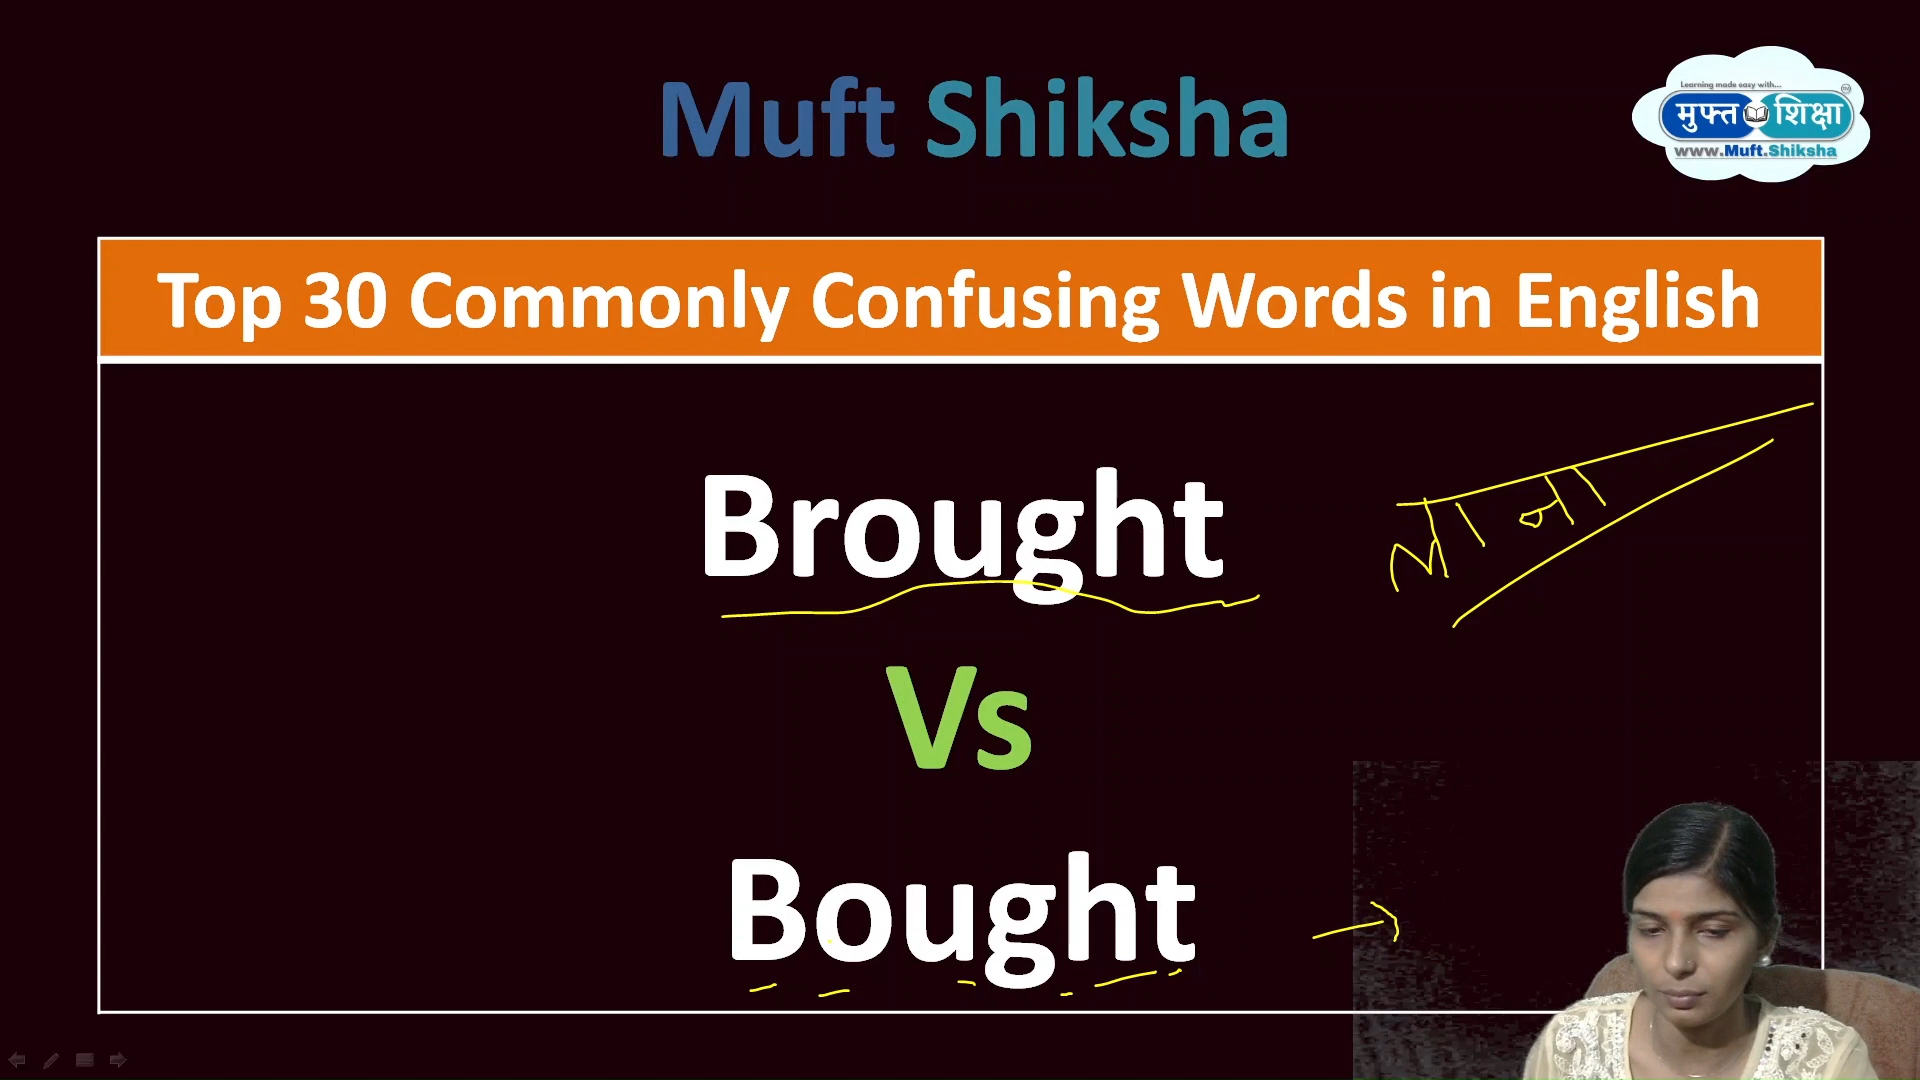 Muft Shiksha
Learning made easy with...
मुफ्त शिक्षा
www.Muft.Shiksha
Top 30 Commonly Confusing Words in English
Brought
लाना
Vs
Bought